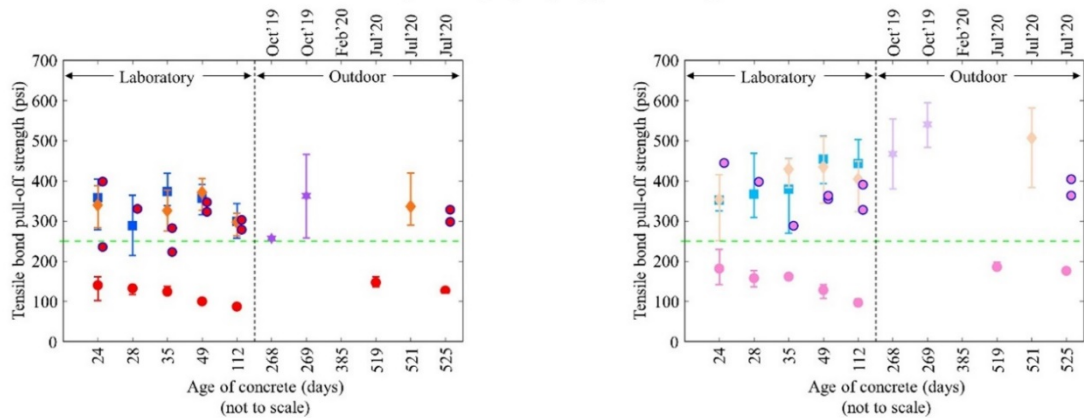 Oct'19
Oct'19
Feb'20
Jul'20
Jul'20
Jul'20
Laboratory
Outdoor
700
600
500
400
300
200
100
0
Tensile bond pull-off strength (psi)
24
28
35
49
112
268
269
385
519
521
525
Age of concrete (days)
(not to scale)
Oct'19
Oct'19
Feb'20
Jul'20
Jul'20
Jul'20
Laboratory
Outdoor
700
600
500
400
300
200
100
0
Tensile bond pull-off strength (psi)
24
28
35
49
112
268
269
385
519
521
525
Age of concrete (days)
(not to scale)